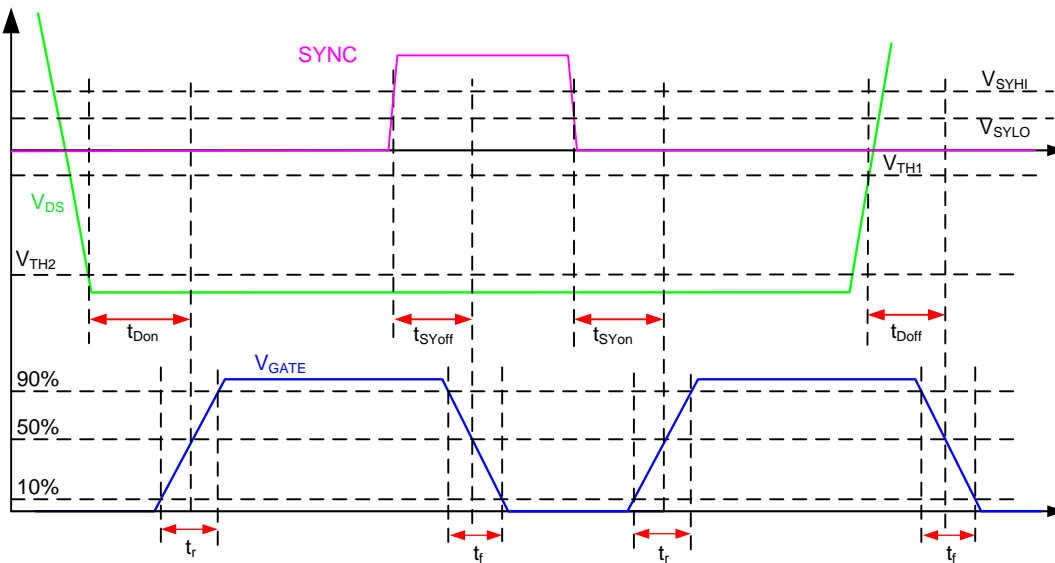 SYNC
VSYHI
VSYLO
VTH1
VDS
VTH2
tDon
tSYoff
tSYon
tDoff
VGATE
90%
50%
10%
tr
tf
tr
tf